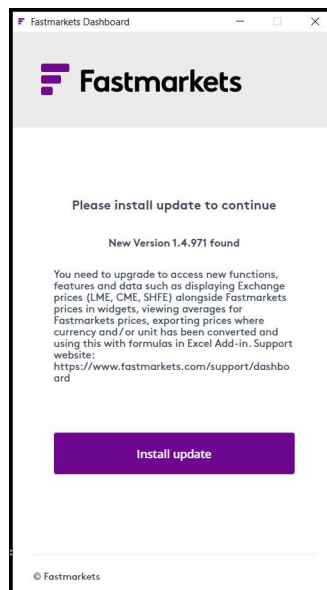 Fastmarkets Dashboard
Fastmarkets
Please install update to continue
New Version 1.4.971 found
You need to upgrade to access new functions,
features and data such as displaying Exchange
prices (LME, CME, SHFE) alongside Fastmarkets
prices in widgets, viewing averages for
Fastmarkets prices, exporting prices where
currency and/or unit has been converted and
using this with formulas in Excel Add-in. Support
website:
https://www.fastmarkets.com/support/dashbo
ard
Install update
© Fastmarkets